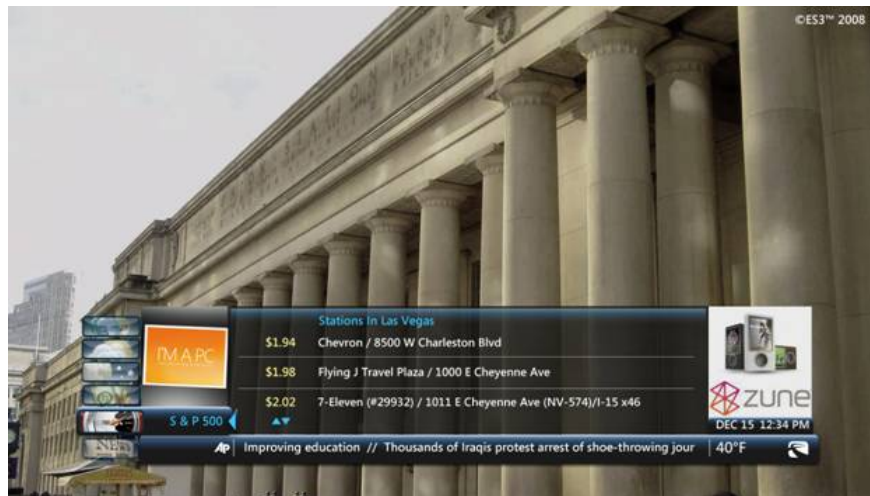 ©ES3™ 2008
Stations In Las Vegas
I'M A PC
$1.94 Chevron / 8500 W Charleston Blvd
$1.98 Flying J Travel Plaza / 1000 E Cheyenne Ave
$2.02 7-Eleven (#29932) / 1011 E Cheyenne Ave (NV-574)/I-15 x46
zune
S & P 500
DEC 15 12:34 PM
AP Improving education // Thousands of Iraqis protest arrest of shoe-throwing jour 40°F